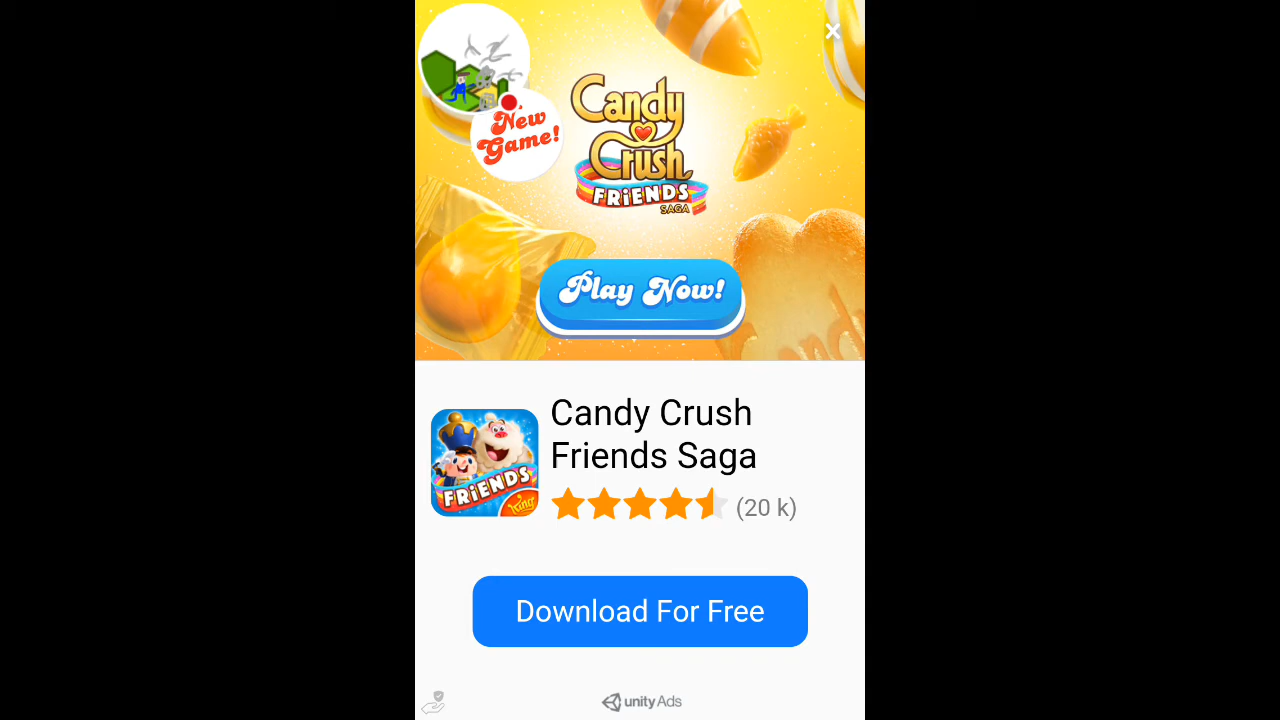 New
Game!
Candy
Crush
FRiENDS
SAGA
Play Now!
Candy Crush
Friends Saga
FRiENDS
King
(20 k)
Download For Free
unity Ads